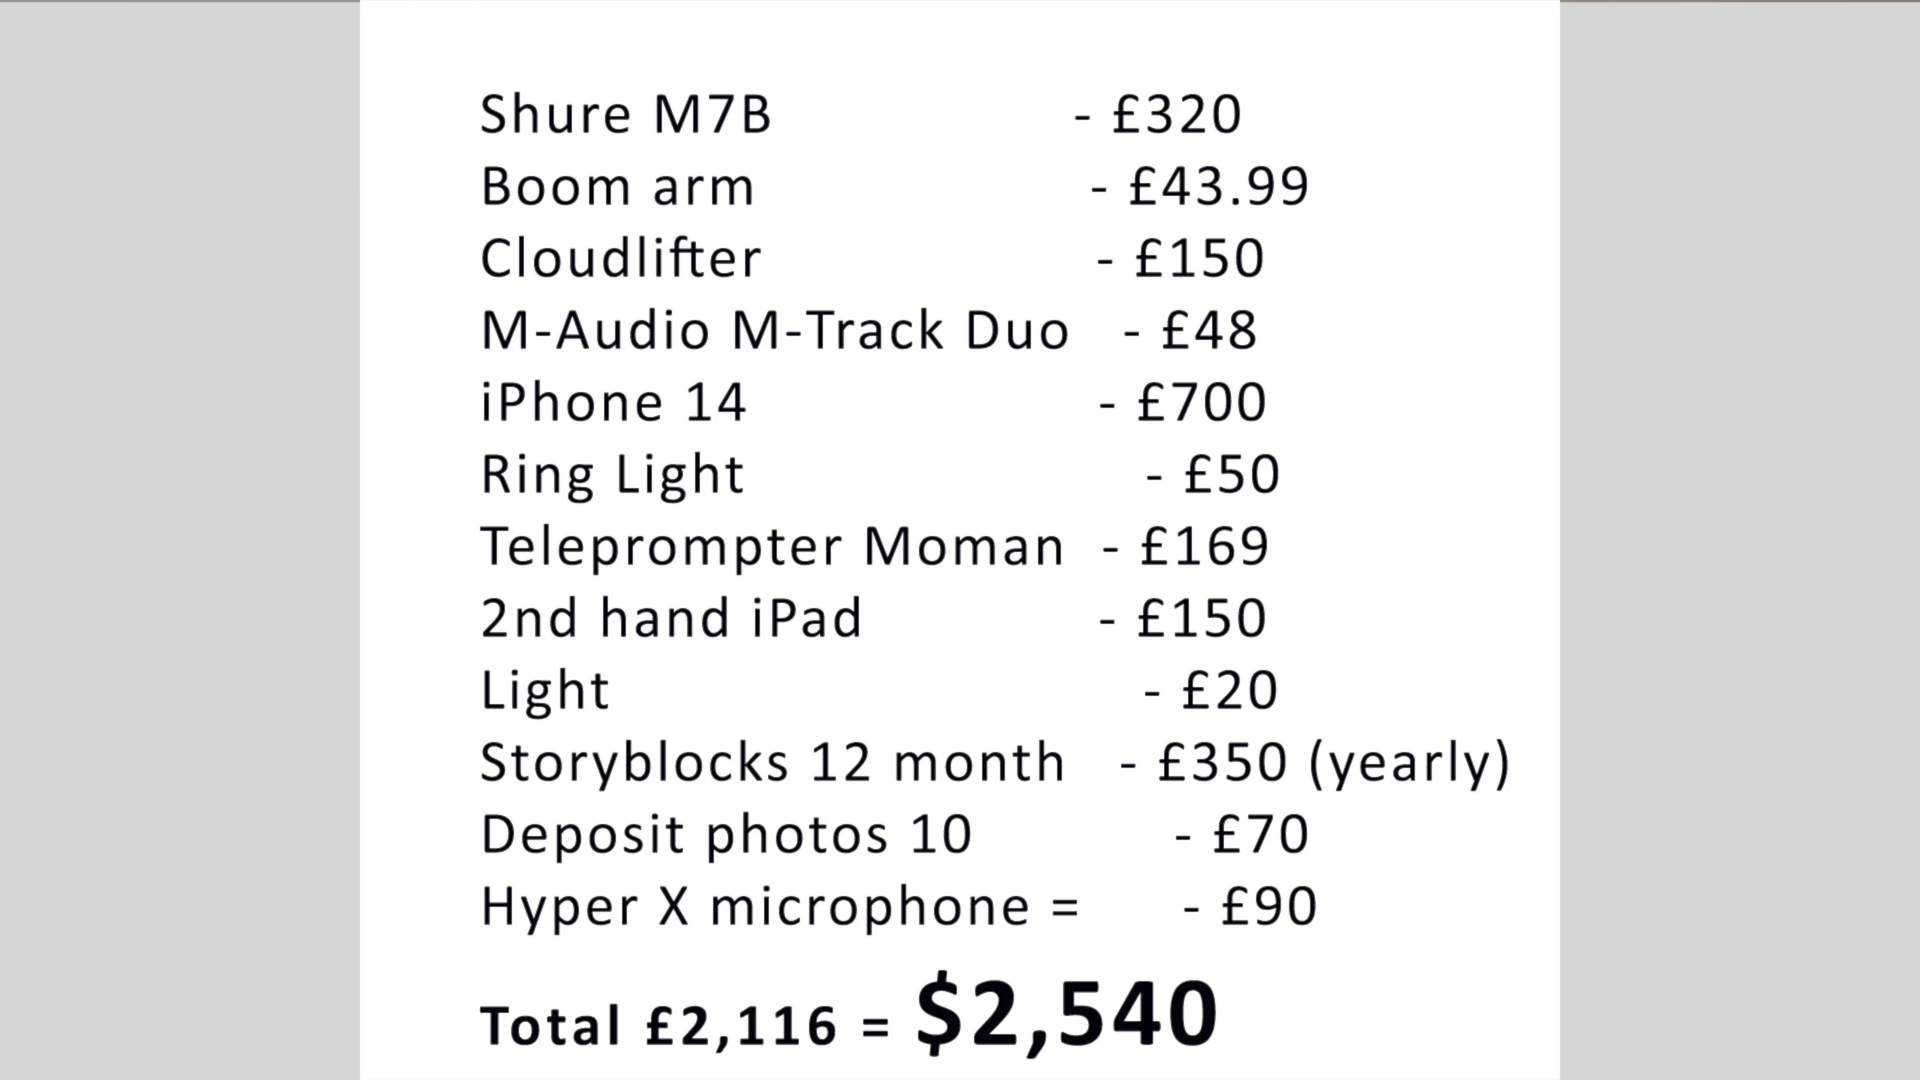 Shure M7B - £320
Boom arm - £43.99
Cloudlifter - £150
M-Audio M-Track Duo - £48
iPhone 14 - £700
Ring Light - £50
Teleprompter Moman - £169
2nd hand iPad - £150
Light - £20
Storyblocks 12 month - £350 (yearly)
Deposit photos 10 - £70
Hyper X microphone = - £90
Total £2,116 = $2,540